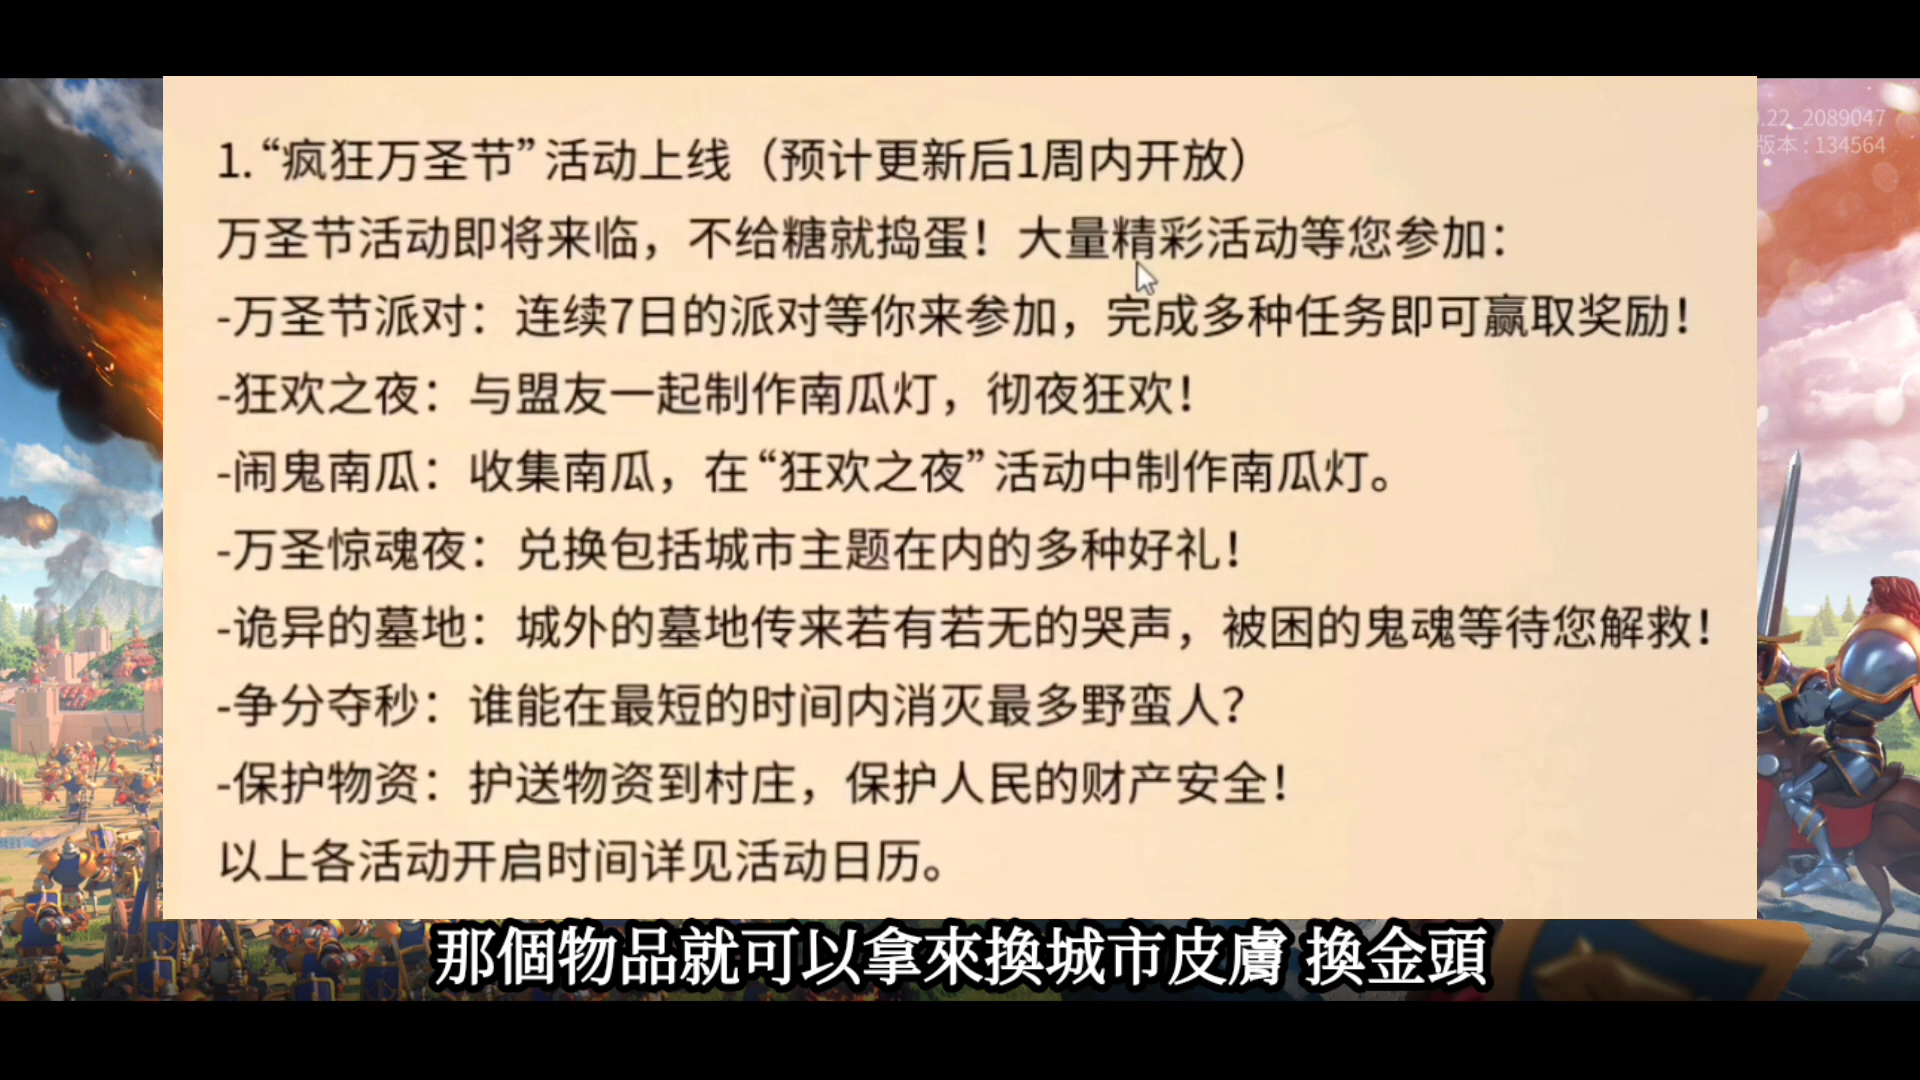 .22_2089047
版本 : 134564
1.“疯狂万圣节”活动上线（预计更新后1周内开放）
万圣节活动即将来临，不给糖就捣蛋！大量精彩活动等您参加：
-万圣节派对：连续7日的派对等你来参加，完成多种任务即可赢取奖励！
-狂欢之夜：与盟友一起制作南瓜灯，彻夜狂欢！
-闹鬼南瓜：收集南瓜，在“狂欢之夜”活动中制作南瓜灯。
-万圣惊魂夜：兑换包括城市主题在内的多种好礼！
-诡异的墓地：城外的墓地传来若有若无的哭声，被困的鬼魂等待您解救！
-争分夺秒：谁能在最短的时间内消灭最多野蛮人？
-保护物资：护送物资到村庄，保护人民的财产安全！
以上各活动开启时间详见活动日历。
那個物品就可以拿來換城市皮膚 換金頭